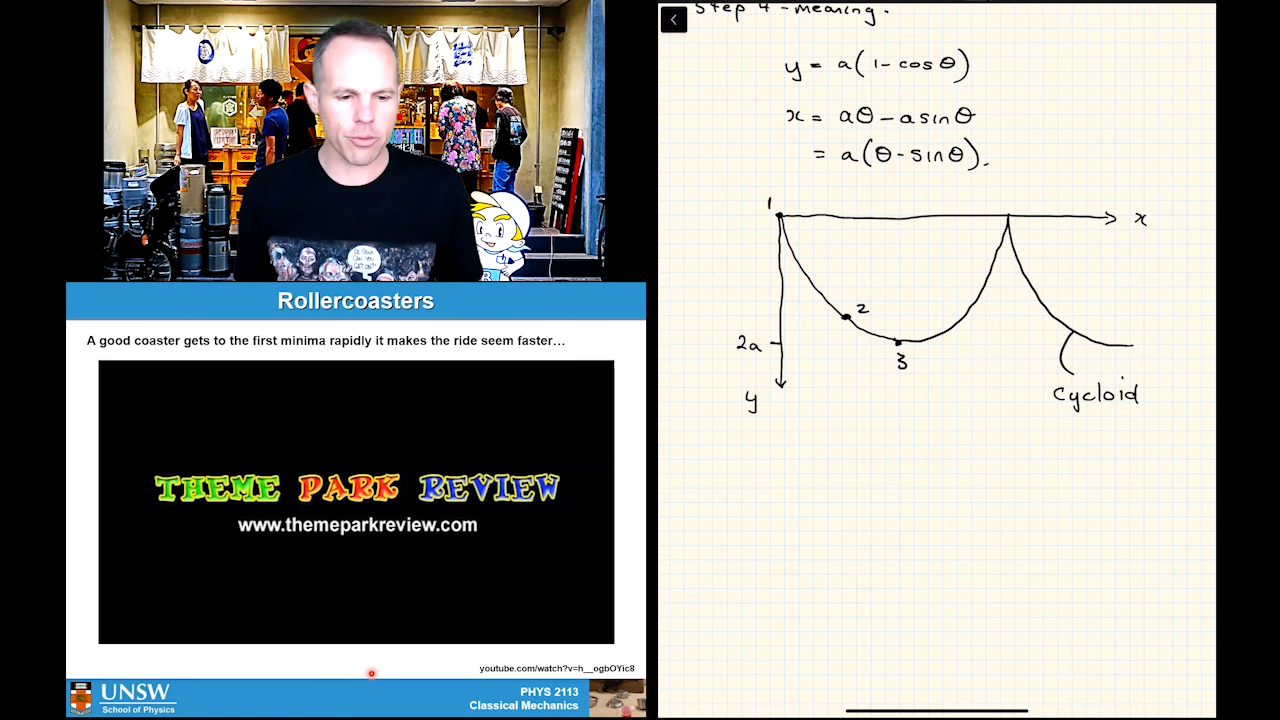 Rollercoasters
A good coaster gets to the first minima rapidly it makes the ride seem faster…
THEME PARK REVIEW
www.themeparkreview.com
youtube.com/watch?v=h__ogbOYic8
UNSW
School of Physics
PHYS 2113
Classical Mechanics
Step 4 - meaning.
y = a(1 - cos θ)
x = aθ - a sin θ
= a(θ - sin θ).
1
x
2
2a
3
y
cycloid